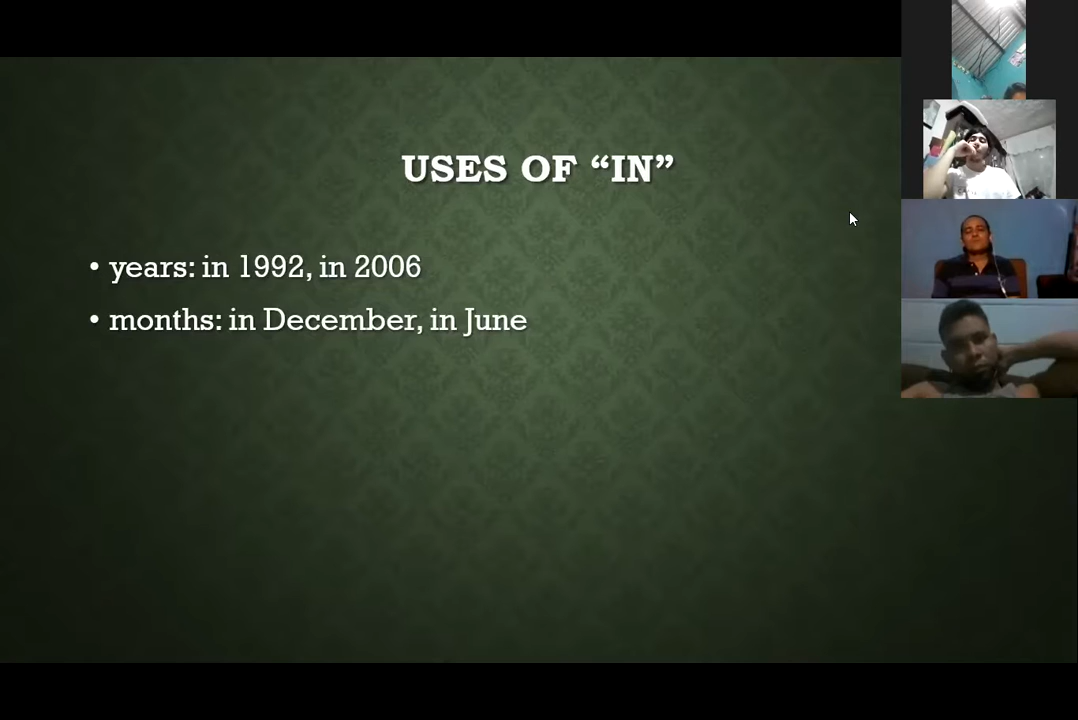 USES OF “IN”
• years: in 1992, in 2006
• months: in December, in June